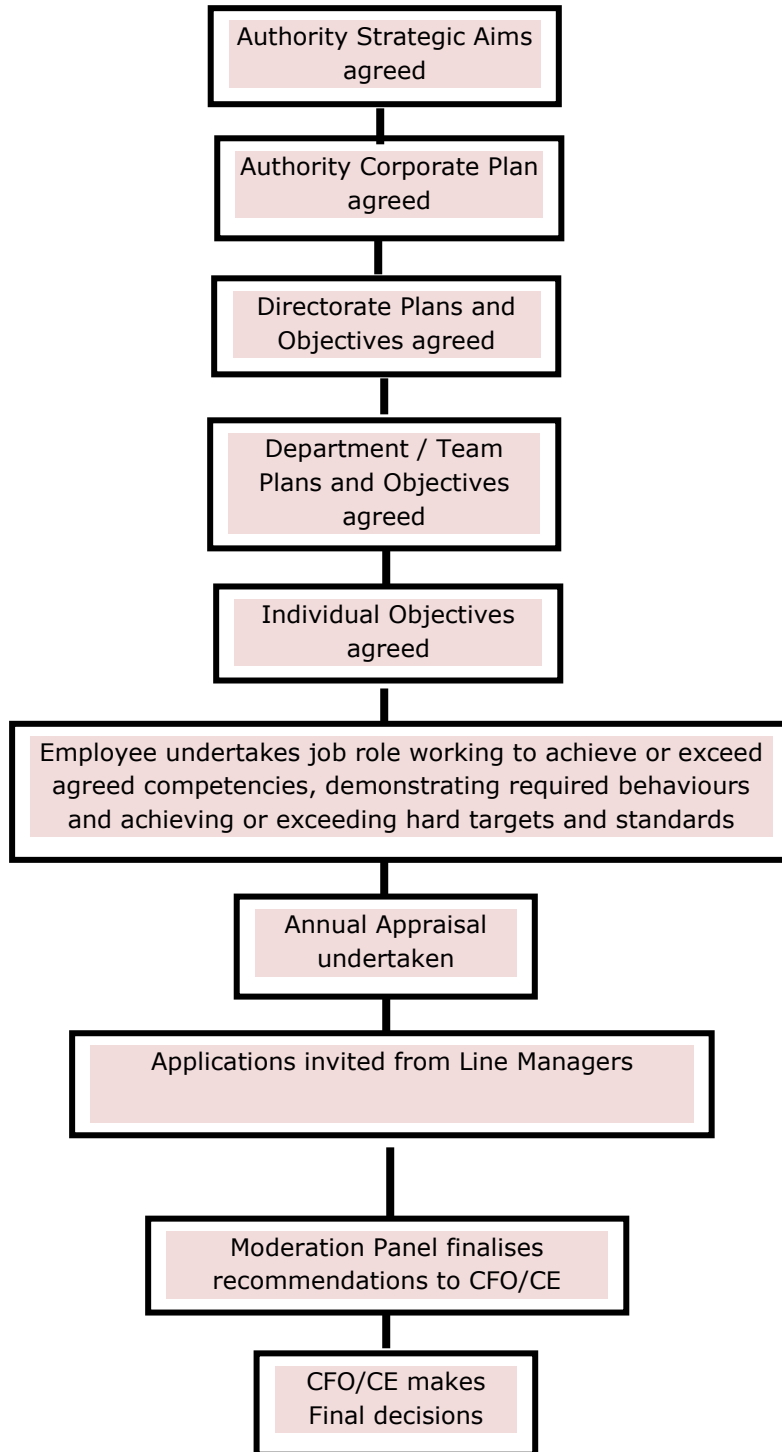 Authority Strategic Aims
agreed
Authority Corporate Plan
agreed
Directorate Plans and
Objectives agreed
Department / Team
Plans and Objectives
agreed
Individual Objectives
agreed
Employee undertakes job role working to achieve or exceed
agreed competencies, demonstrating required behaviours
and achieving or exceeding hard targets and standards
Annual Appraisal
undertaken
Applications invited from Line Managers
Moderation Panel finalises
recommendations to CFO/CE
CFO/CE makes
Final decisions